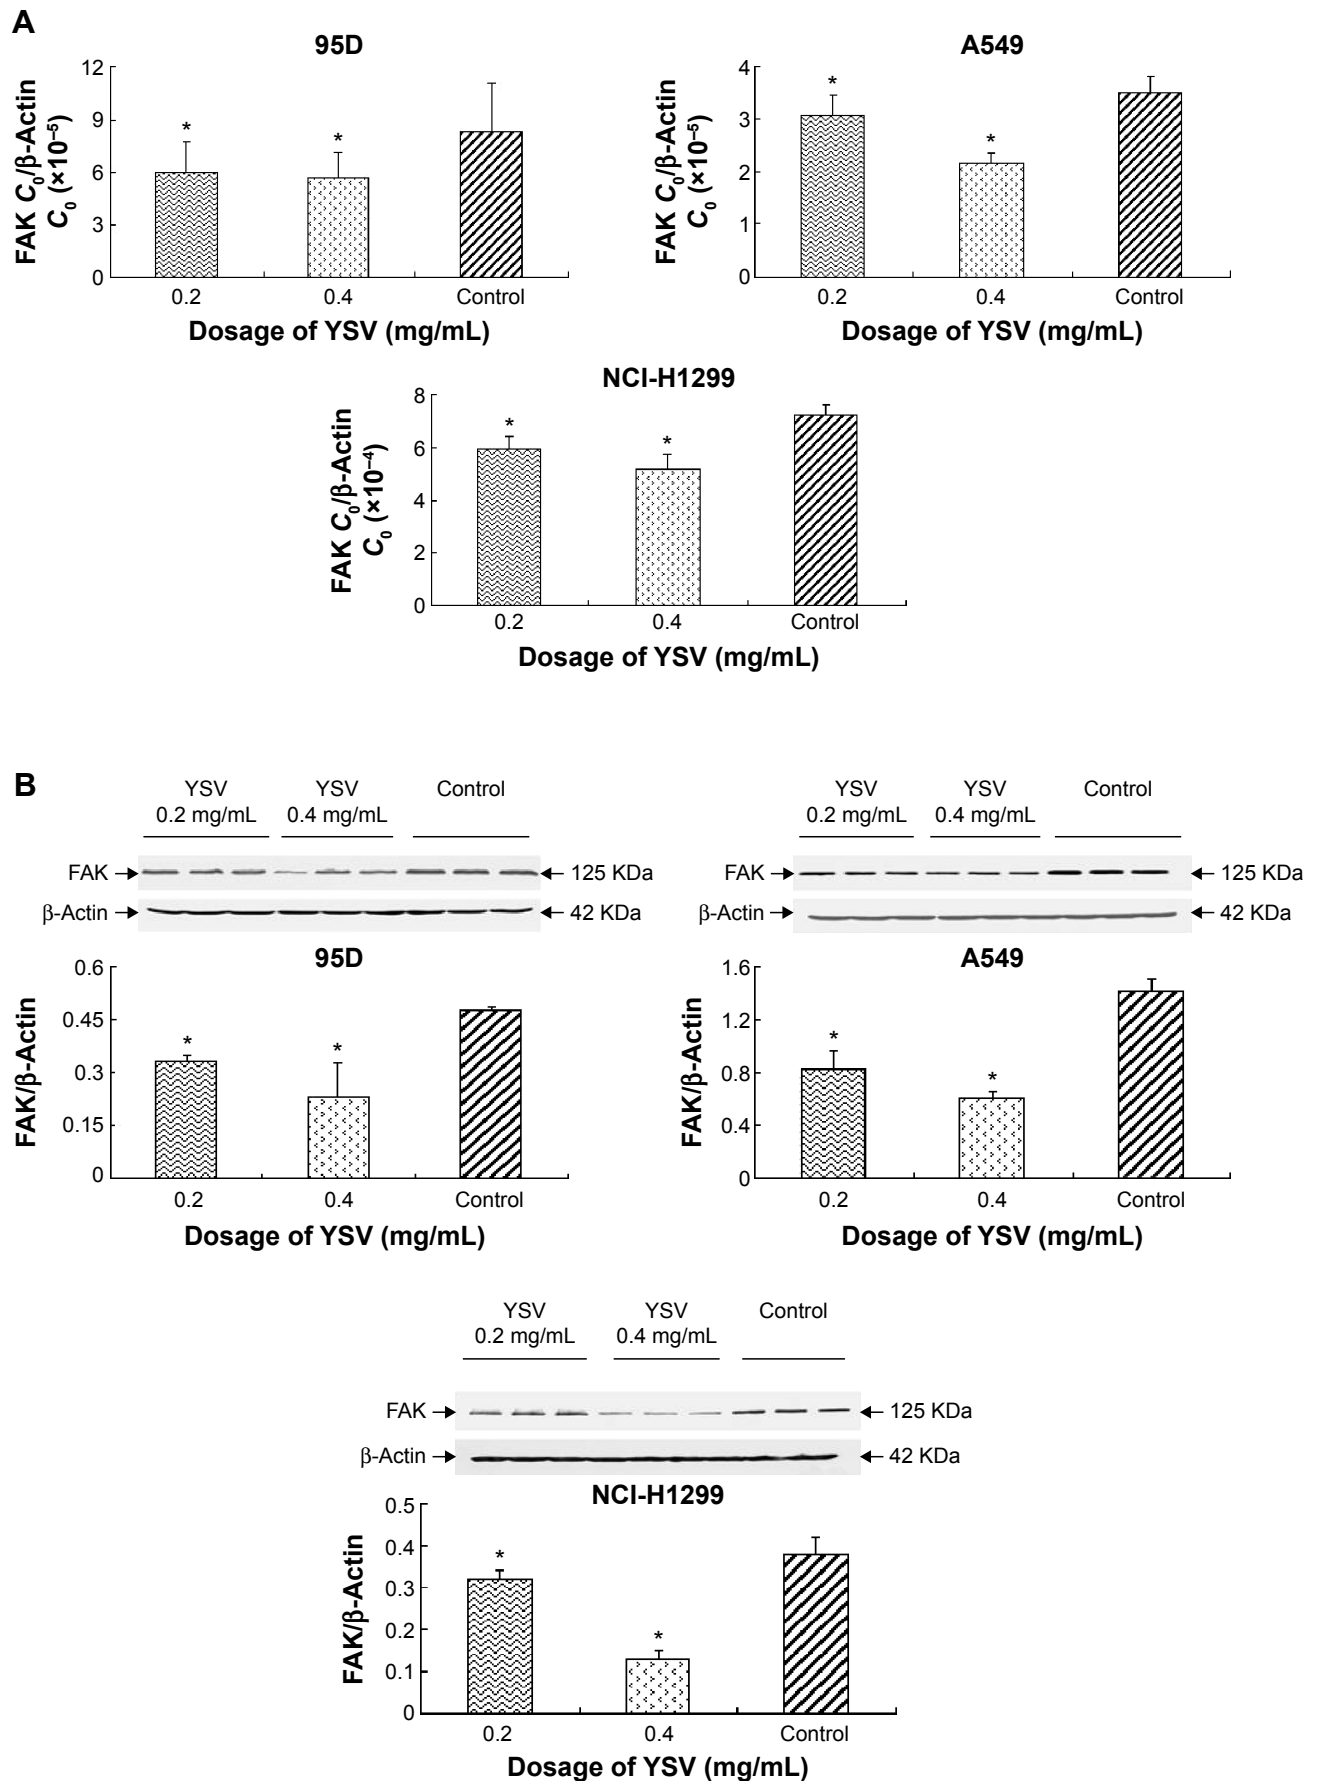 A
95D
FAK C0/β-Actin
C0 (×10−5)
12
9
6
3
0
*
*
0.2
0.4
Control
Dosage of YSV (mg/mL)
A549
FAK C0/β-Actin
C0 (×10−5)
4
3
2
1
0
*
*
0.2
0.4
Control
Dosage of YSV (mg/mL)
NCI-H1299
FAK C0/β-Actin
C0 (×10−4)
8
6
4
2
0
*
*
0.2
0.4
Control
Dosage of YSV (mg/mL)
B
YSV
0.2 mg/mL
YSV
0.4 mg/mL
Control
FAK
125 KDa
β-Actin
42 KDa
95D
FAK/β-Actin
0.6
0.45
0.3
0.15
0
*
*
0.2
0.4
Control
Dosage of YSV (mg/mL)
YSV
0.2 mg/mL
YSV
0.4 mg/mL
Control
FAK
125 KDa
β-Actin
42 KDa
A549
FAK/β-Actin
1.6
1.2
0.8
0.4
0
*
*
0.2
0.4
Control
Dosage of YSV (mg/mL)
YSV
0.2 mg/mL
YSV
0.4 mg/mL
Control
FAK
125 KDa
β-Actin
42 KDa
NCI-H1299
FAK/β-Actin
0.5
0.4
0.3
0.2
0.1
0
*
*
0.2
0.4
Control
Dosage of YSV (mg/mL)